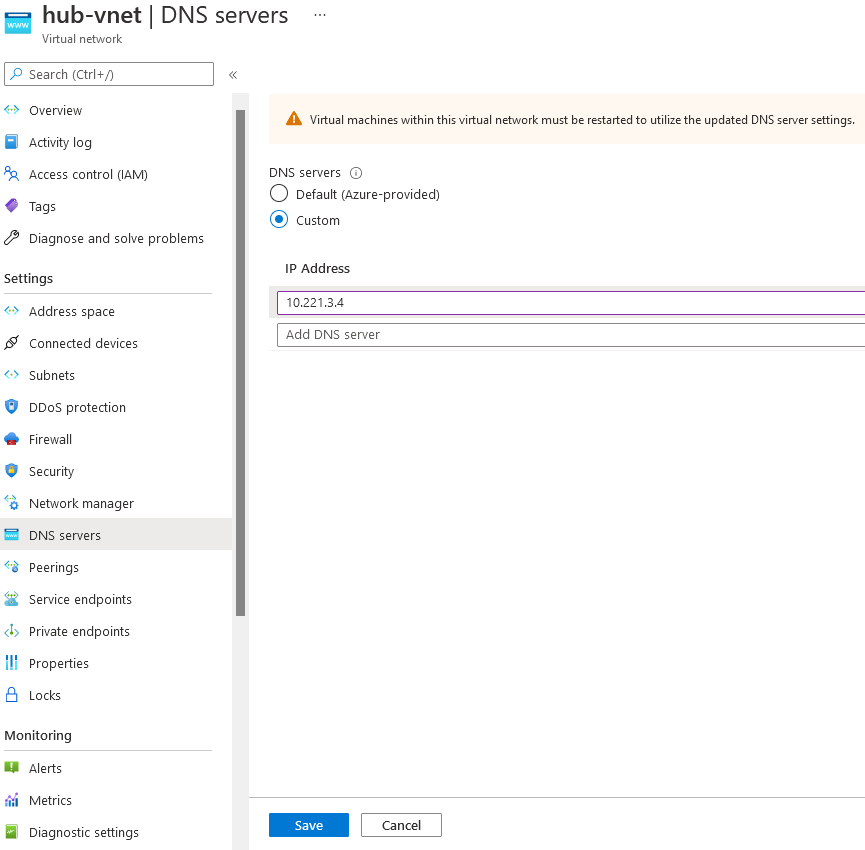 hub-vnet | DNS servers ...
Virtual network
Search (Ctrl+/)
«
Overview
Activity log
Access control (IAM)
Tags
Diagnose and solve problems
Settings
Address space
Connected devices
Subnets
DDoS protection
Firewall
Security
Network manager
DNS servers
Peerings
Service endpoints
Private endpoints
Properties
Locks
Monitoring
Alerts
Metrics
Diagnostic settings
Virtual machines within this virtual network must be restarted to utilize the updated DNS server settings.
DNS servers
Default (Azure-provided)
Custom
IP Address
10.221.3.4
Add DNS server
Save
Cancel